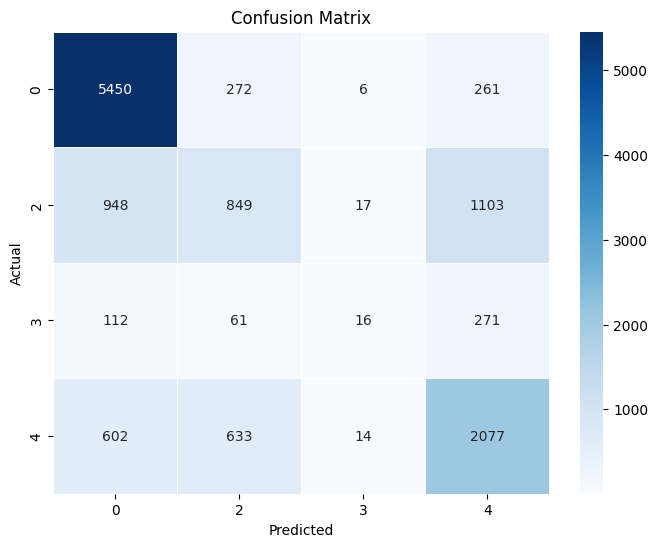 Confusion Matrix
0 5450 272 6 261
2 948 849 17 1103
3 112 61 16 271
4 602 633 14 2077
0 2 3 4
Predicted
Actual
5000
4000
3000
2000
1000